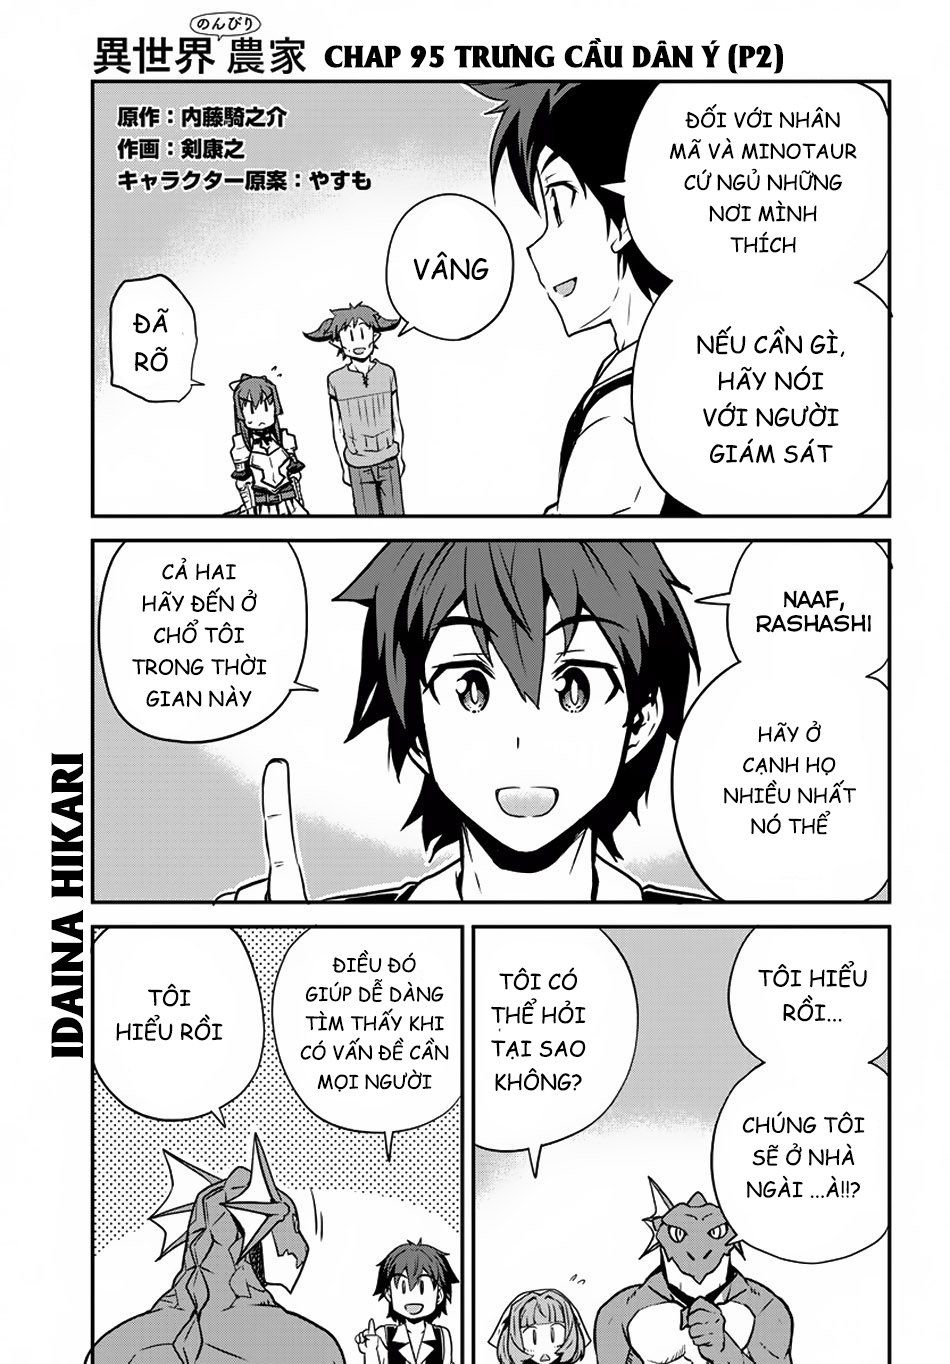 のんびり
異世界 農家 CHAP 95 TRƯNG CẦU DÂN Ý (P2)
原作：内藤騎之介
作画：剣康之
キャラクター原案：やすも
ĐỐI VỚI NHÂN
MÃ VÀ MINOTAUR
CỨ NGỦ NHỮNG
NƠI MÌNH
THÍCH
NẾU CẦN GÌ,
HÃY NÓI
VỚI NGƯỜI
GIÁM SÁT
VÂNG
ĐÃ
RÕ
NAAF,
RASHASHI
HÃY Ở
CẠNH HỌ
NHIỀU NHẤT
NÓ THỂ
CẢ HAI
HÃY ĐẾN Ở
CHỔ TÔI
TRONG THỜI
GIAN NÀY
TÔI HIỂU
RỒI...
CHÚNG TÔI
SẼ Ở NHÀ
NGÀI ...À!!?
TÔI CÓ
THỂ HỎI
TẠI SAO
KHÔNG?
ĐIỀU ĐÓ
GIÚP DỄ DÀNG
TÌM THẤY KHI
CÓ VẤN ĐỀ CẦN
MỌI NGƯỜI
TÔI
HIỂU RỒI
IDAINA HIKARI